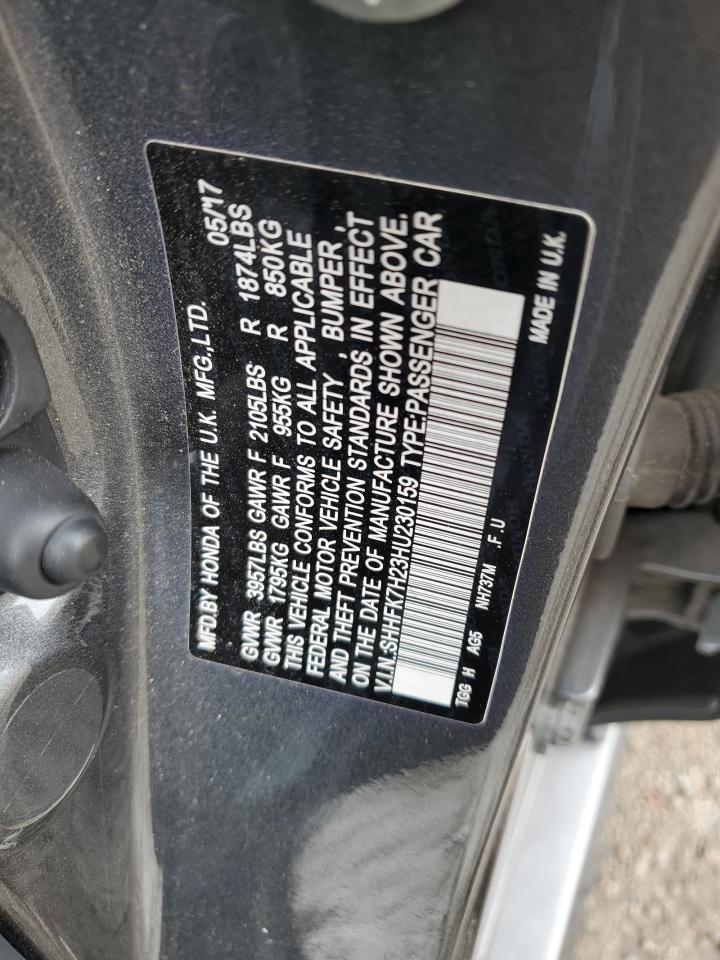 MFD.BY HONDA OF THE U.K. MFG.,LTD. 05/'17
GVWR 3957LBS GAWR F 2105LBS R 1874LBS
GVWR 1795KG GAWR F 955KG R 850KG
THIS VEHICLE CONFORMS TO ALL APPLICABLE
FEDERAL MOTOR VEHICLE SAFETY , BUMPER ,
AND THEFT PREVENTION STANDARDS IN EFFECT
ON THE DATE OF MANUFACTURE SHOWN ABOVE.
V.I.N.SHHFK7H23HU230159 TYPE:PASSENGER CAR
TGG H AG5 NH737M .F.U MADE IN U.K.